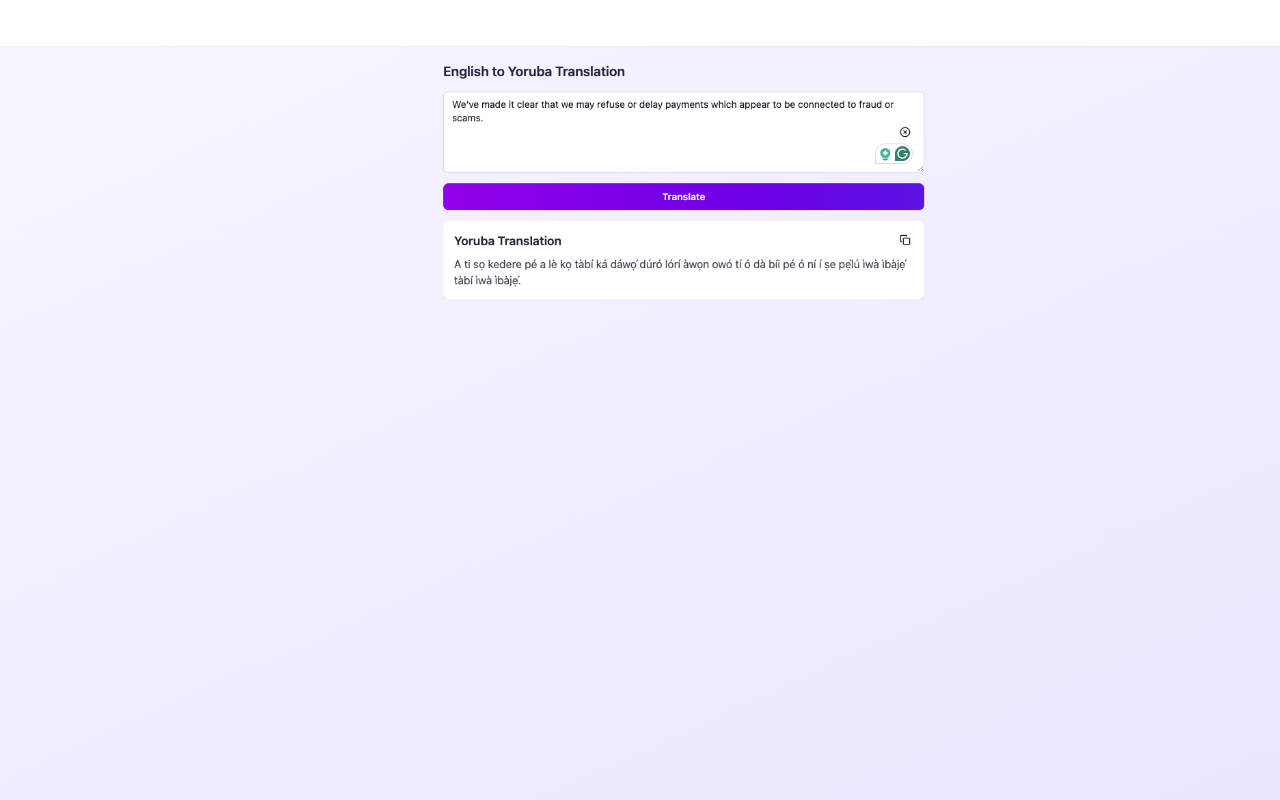 English to Yoruba Translation
We've made it clear that we may refuse or delay payments which appear to be connected to fraud or
scams.
Translate
Yoruba Translation
A ti sọ kedere pé a lè kọ tàbí ká dáwọ́ dúró lórí àwọn owó tí ó dà bíi pé ó ní í ṣe pẹ̀lú ìwà ìbàjẹ́
tàbí ìwà ìbàjẹ́.